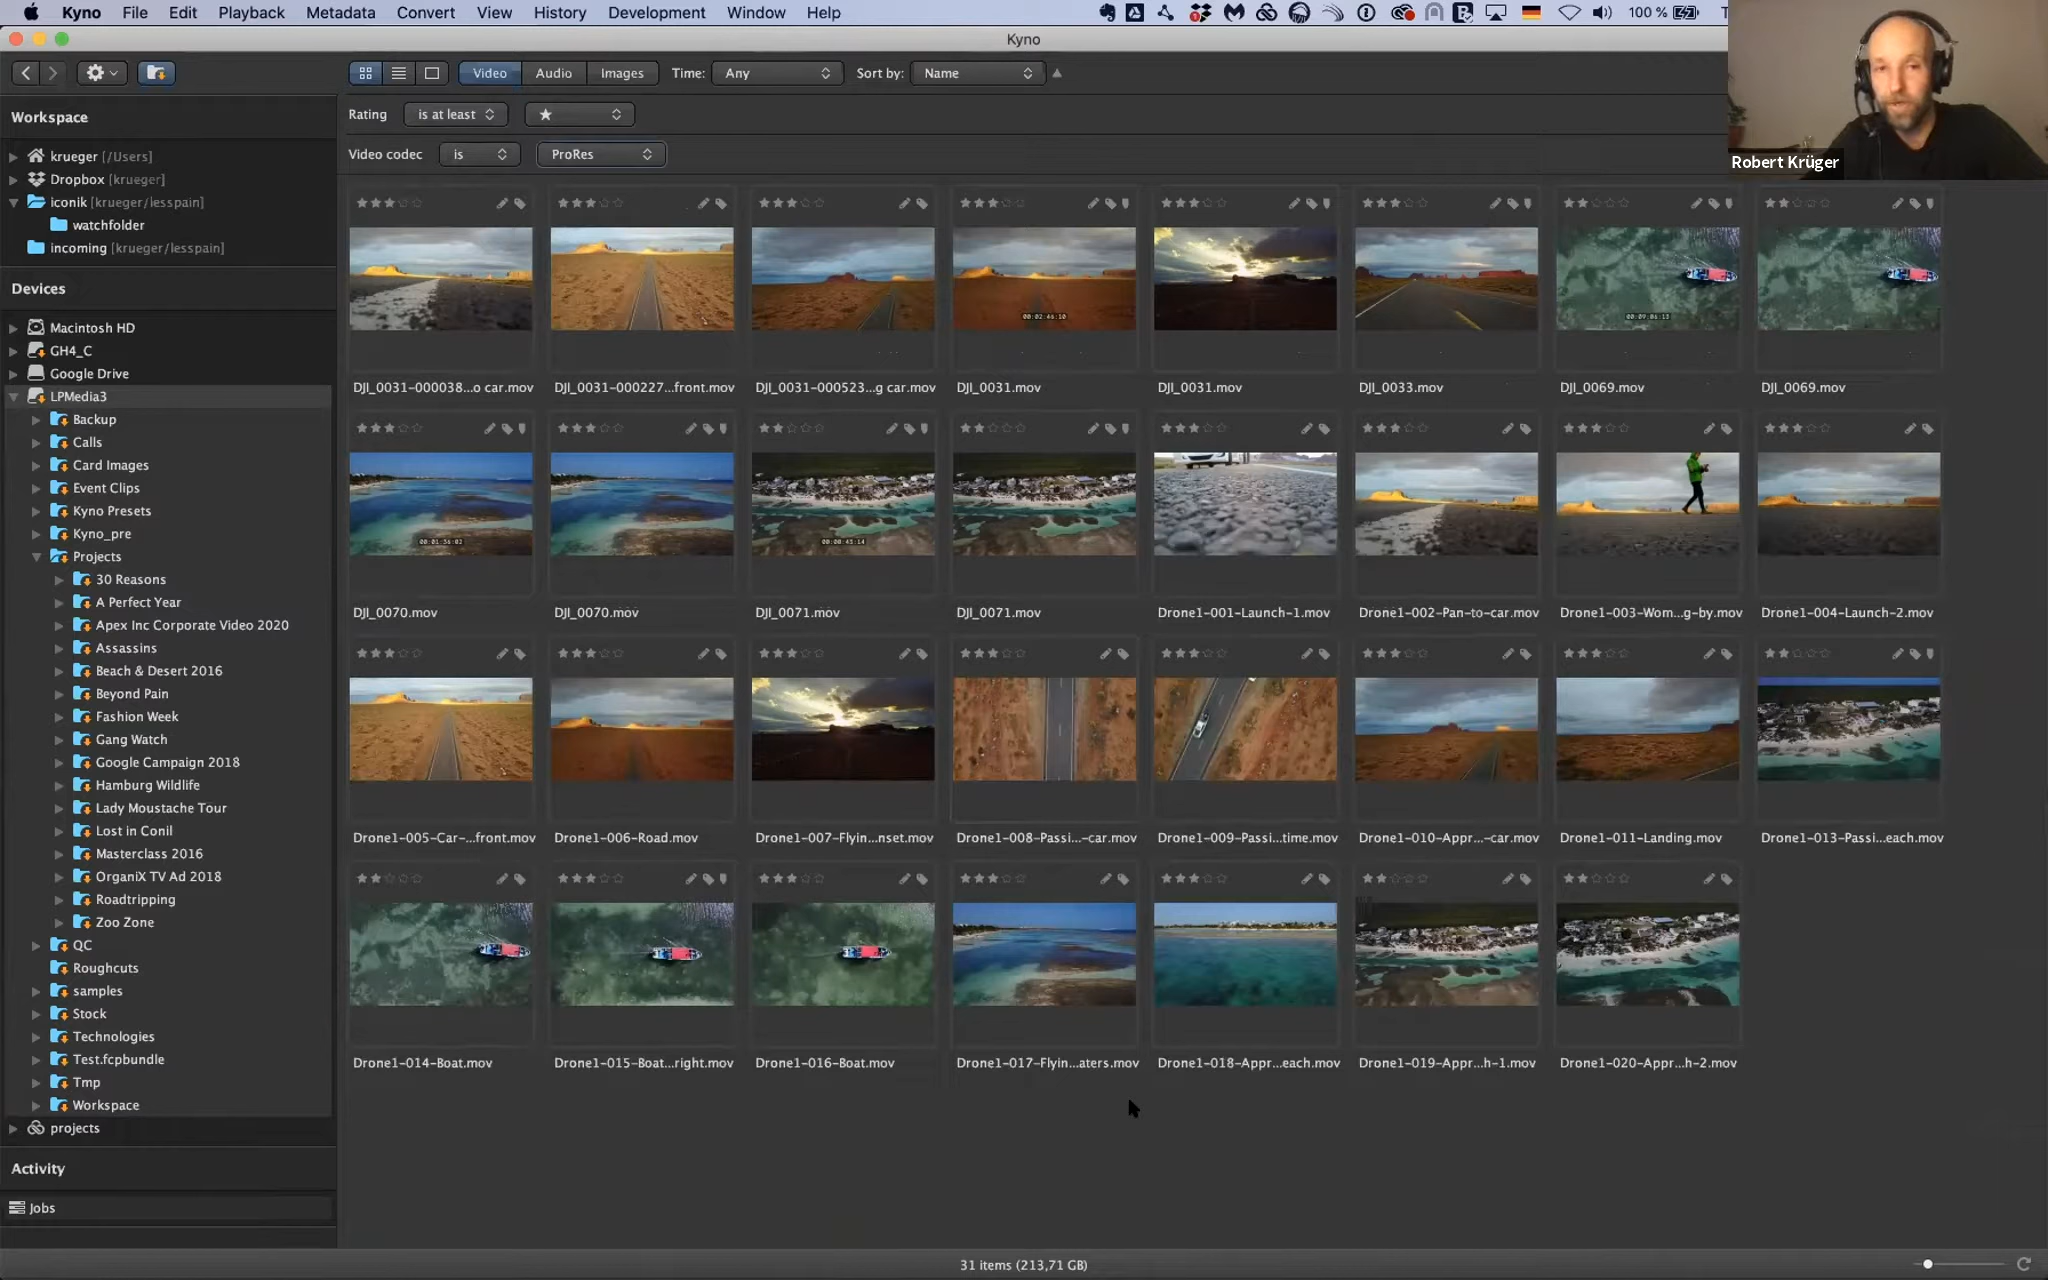 Kyno File Edit Playback Metadata Convert View History Development Window Help
100 %
Kyno
Video Audio Images Time: Any Sort by: Name
Workspace
Rating is at least ★
Video codec is ProRes
Robert Krüger
krueger [/Users]
Dropbox [krueger]
iconik [krueger/lesspain]
watchfolder
incoming [krueger/lesspain]
Devices
Macintosh HD
GH4_C
Google Drive
LPMedia3
Backup
Calls
Card Images
Event Clips
Kyno Presets
Kyno_pre
Projects
30 Reasons
A Perfect Year
Apex Inc Corporate Video 2020
Assassins
Beach & Desert 2016
Beyond Pain
Fashion Week
Gang Watch
Google Campaign 2018
Hamburg Wildlife
Lady Moustache Tour
Lost in Conil
Masterclass 2016
OrganiX TV Ad 2018
Roadtripping
Zoo Zone
QC
Roughcuts
samples
Stock
Technologies
Test.fcpbundle
Tmp
Workspace
projects
Activity
Jobs
DJI_0031-000038...o car.mov DJI_0031-000227...front.mov DJI_0031-000523...g car.mov DJI_0031.mov DJI_0031.mov DJI_0033.mov DJI_0069.mov DJI_0069.mov
DJI_0070.mov DJI_0070.mov DJI_0071.mov DJI_0071.mov Drone1-001-Launch-1.mov Drone1-002-Pan-to-car.mov Drone1-003-Wom...g-by.mov Drone1-004-Launch-2.mov
Drone1-005-Car-...front.mov Drone1-006-Road.mov Drone1-007-Flyin...nset.mov Drone1-008-Passi...-car.mov Drone1-009-Passi...time.mov Drone1-010-Appr...-car.mov Drone1-011-Landing.mov Drone1-013-Passi...each.mov
Drone1-014-Boat.mov Drone1-015-Boat...right.mov Drone1-016-Boat.mov Drone1-017-Flyin...aters.mov Drone1-018-Appr...each.mov Drone1-019-Appr...h-1.mov Drone1-020-Appr...h-2.mov
31 items (213,71 GB)